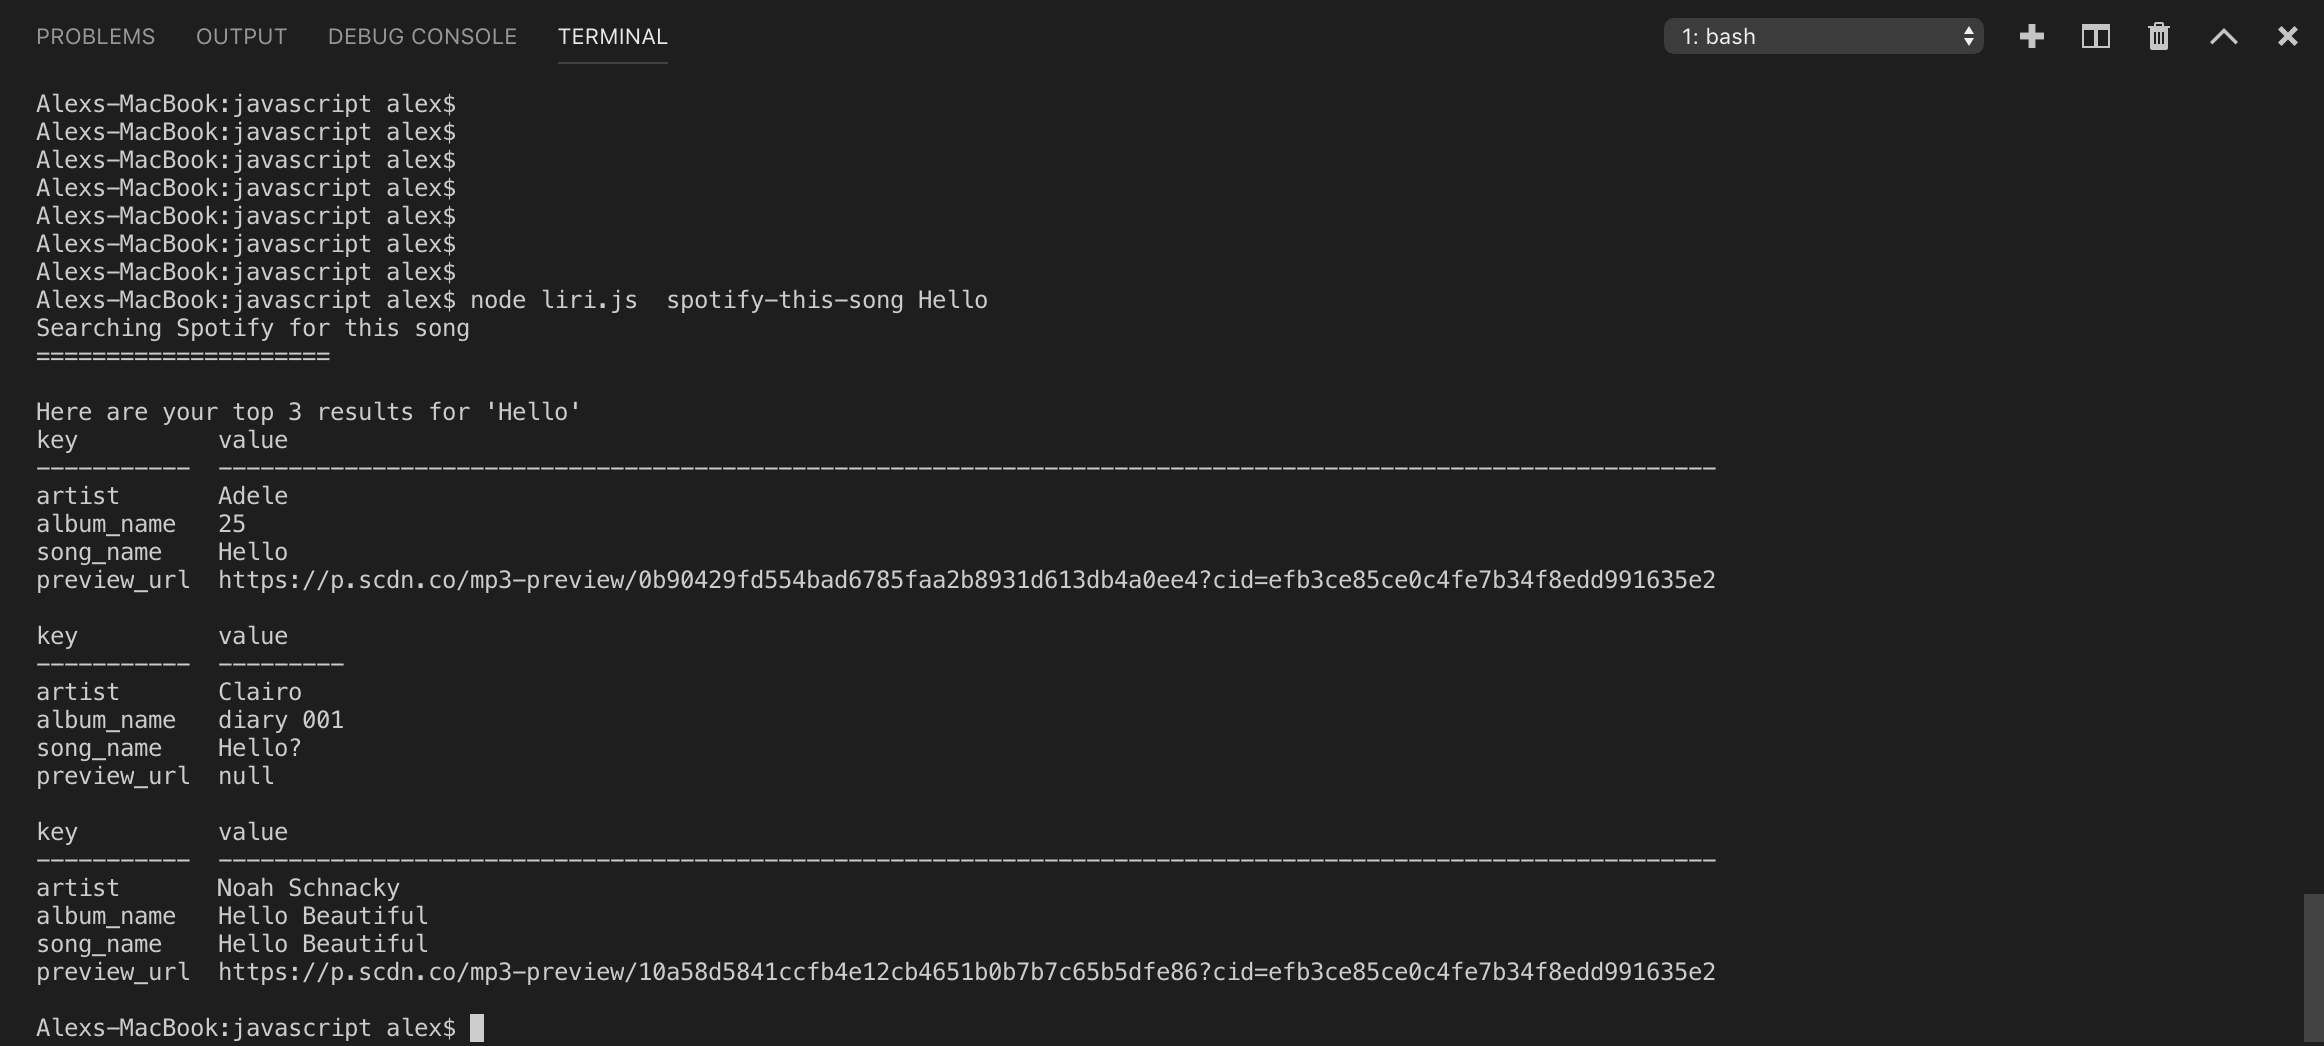 PROBLEMS OUTPUT DEBUG CONSOLE TERMINAL 1: bash
Alexs-MacBook:javascript alex$
Alexs-MacBook:javascript alex$
Alexs-MacBook:javascript alex$
Alexs-MacBook:javascript alex$
Alexs-MacBook:javascript alex$
Alexs-MacBook:javascript alex$
Alexs-MacBook:javascript alex$
Alexs-MacBook:javascript alex$ node liri.js  spotify-this-song Hello
Searching Spotify for this song
=====================
Here are your top 3 results for 'Hello'
key          value
-----------  -----------------------------------------------------------------------------------------------------------
artist       Adele
album_name   25
song_name    Hello
preview_url  https://p.scdn.co/mp3-preview/0b90429fd554bad6785faa2b8931d613db4a0ee4?cid=efb3ce85ce0c4fe7b34f8edd991635e2
key          value
-----------  ---------
artist       Clairo
album_name   diary 001
song_name    Hello?
preview_url  null
key          value
-----------  -----------------------------------------------------------------------------------------------------------
artist       Noah Schnacky
album_name   Hello Beautiful
song_name    Hello Beautiful
preview_url  https://p.scdn.co/mp3-preview/10a58d5841ccfb4e12cb4651b0b7b7c65b5dfe86?cid=efb3ce85ce0c4fe7b34f8edd991635e2
Alexs-MacBook:javascript alex$